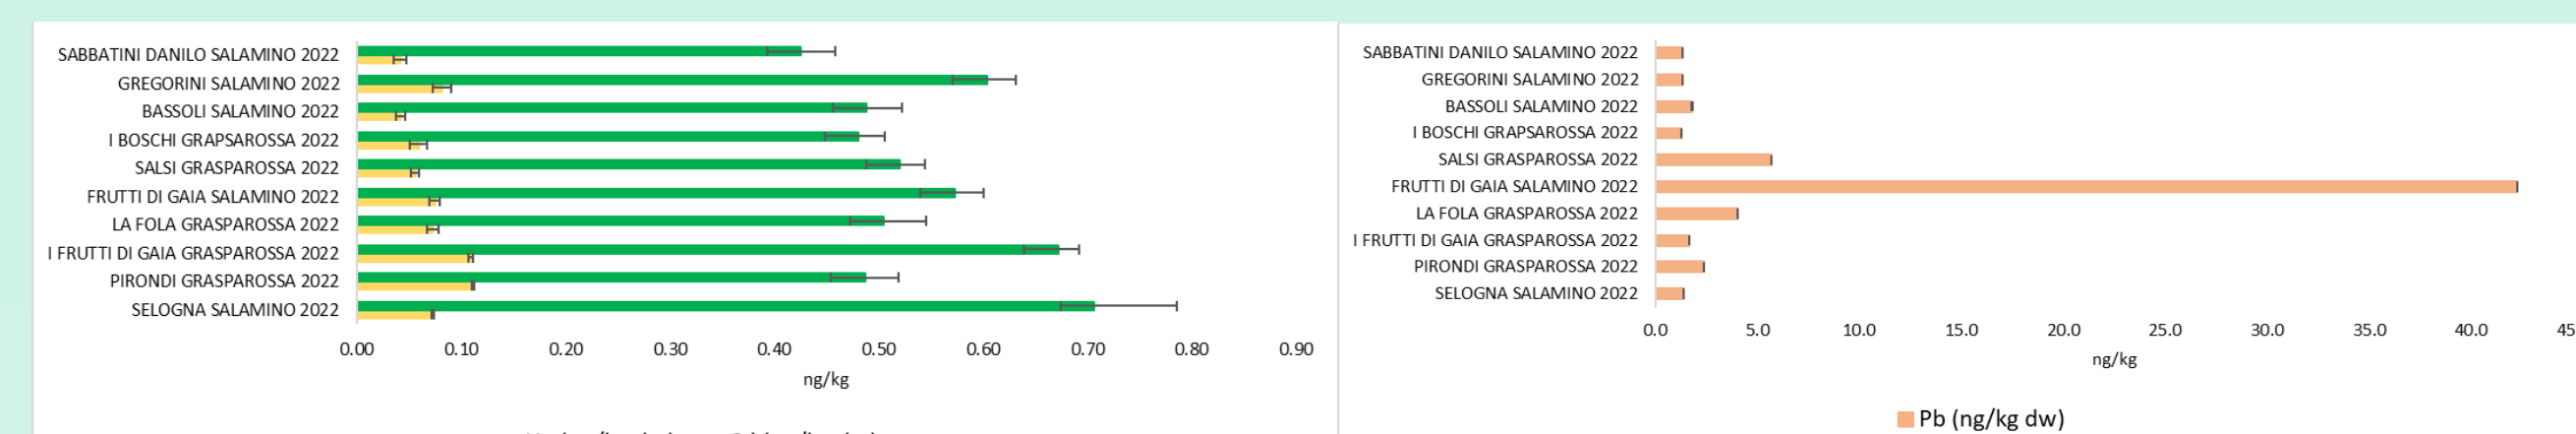 SABBATINI DANILO SALAMINO 2022
GREGORINI SALAMINO 2022
BASSOLI SALAMINO 2022
I BOSCHI GRAPSAROSSA 2022
SALSI GRASPAROSSA 2022
FRUTTI DI GAIA SALAMINO 2022
LA FOLA GRASPAROSSA 2022
I FRUTTI DI GAIA GRASPAROSSA 2022
PIRONDI GRASPAROSSA 2022
SELOGNA SALAMINO 2022
0.00 0.10 0.20 0.30 0.40 0.50 0.60 0.70 0.80 0.90
ng/kg
SABBATINI DANILO SALAMINO 2022
GREGORINI SALAMINO 2022
BASSOLI SALAMINO 2022
I BOSCHI GRAPSAROSSA 2022
SALSI GRASPAROSSA 2022
FRUTTI DI GAIA SALAMINO 2022
LA FOLA GRASPAROSSA 2022
I FRUTTI DI GAIA GRASPAROSSA 2022
PIRONDI GRASPAROSSA 2022
SELOGNA SALAMINO 2022
0.0 5.0 10.0 15.0 20.0 25.0 30.0 35.0 40.0 45
ng/kg
Pb (ng/kg dw)